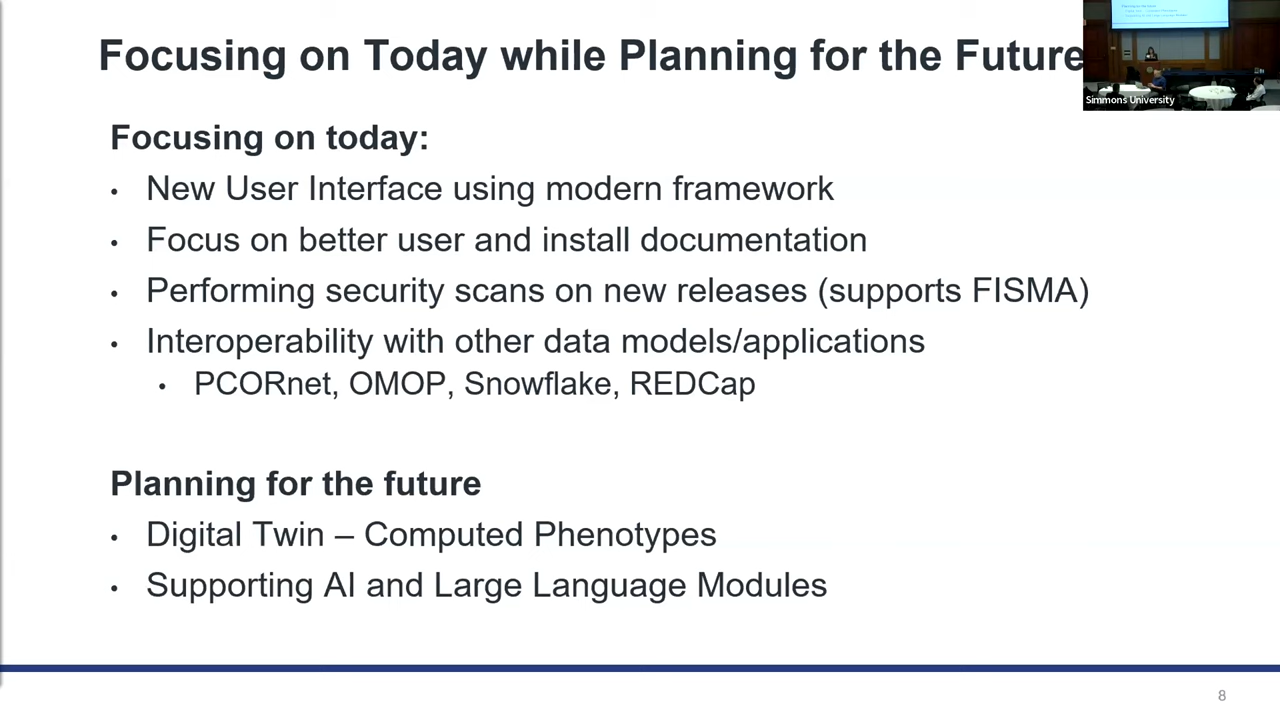 Focusing on Today while Planning for the Future
Simmons University
Focusing on today:
• New User Interface using modern framework
• Focus on better user and install documentation
• Performing security scans on new releases (supports FISMA)
• Interoperability with other data models/applications
• PCORnet, OMOP, Snowflake, REDCap
Planning for the future
• Digital Twin – Computed Phenotypes
• Supporting AI and Large Language Modules
8